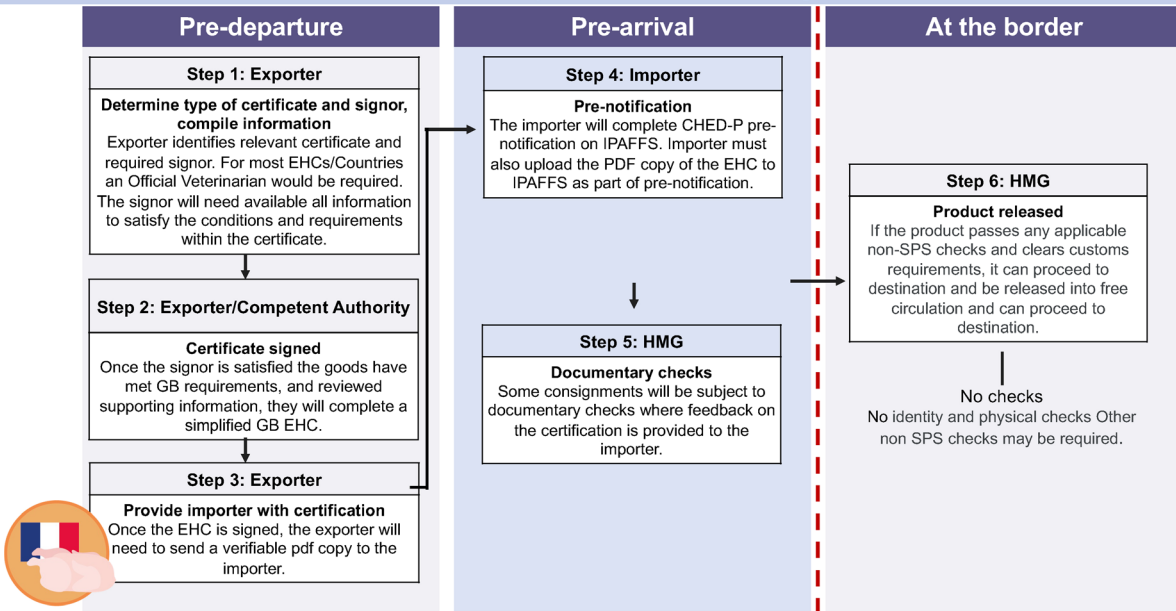 Pre-departure
Step 1: Exporter
Determine type of certificate and signor,
compile information
Exporter identifies relevant certificate and
required signor. For most EHCs/Countries
an Official Veterinarian would be required.
The signor will need available all information
to satisfy the conditions and requirements
within the certificate.
Step 2: Exporter/Competent Authority
Certificate signed
Once the signor is satisfied the goods have
met GB requirements, and reviewed
supporting information, they will complete a
simplified GB EHC.
Step 3: Exporter
Provide importer with certification
Once the EHC is signed, the exporter will
need to send a verifiable pdf copy to the
importer.
Pre-arrival
Step 4: Importer
Pre-notification
The importer will complete CHED-P pre-
notification on IPAFFS. Importer must
also upload the PDF copy of the EHC to
IPAFFS as part of pre-notification.
Step 5: HMG
Documentary checks
Some consignments will be subject to
documentary checks where feedback on
the certification is provided to the
importer.
At the border
Step 6: HMG
Product released
If the product passes any applicable
non-SPS checks and clears customs
requirements, it can proceed to
destination and be released into free
circulation and can proceed to
destination.
No checks
No identity and physical checks Other
non SPS checks may be required.